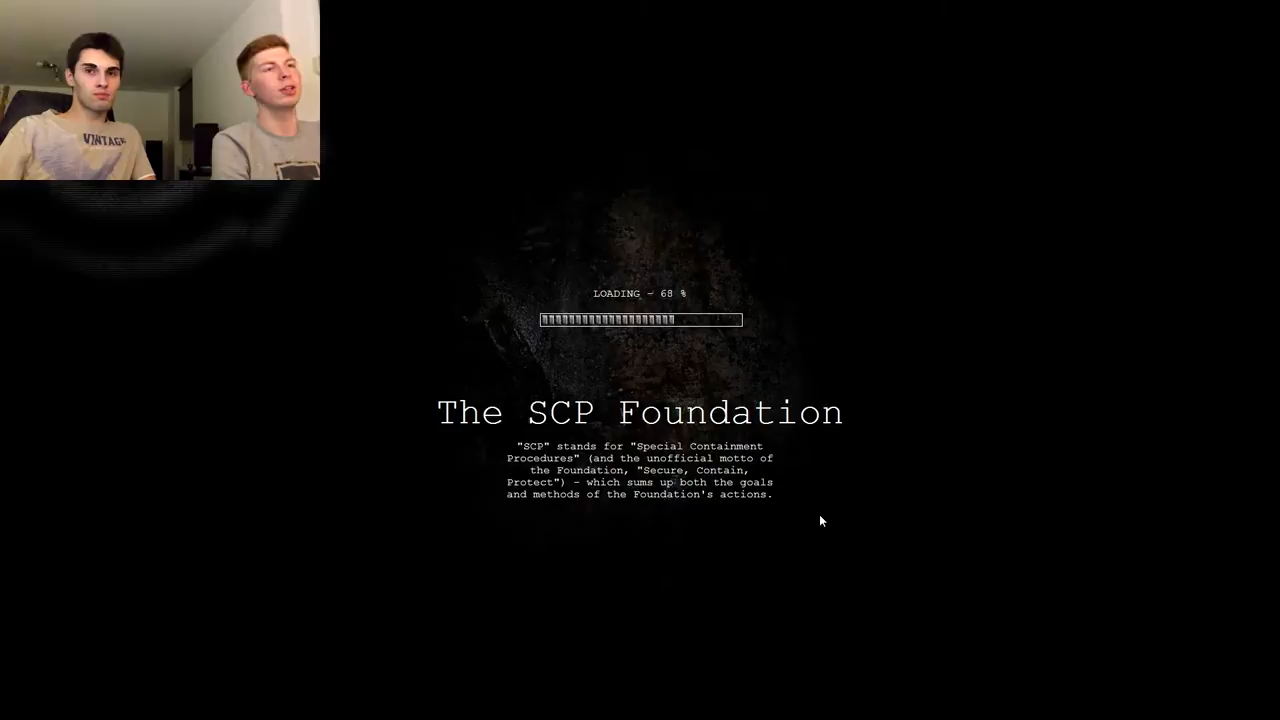 VINTAGE
LOADING - 68 %
The SCP Foundation
"SCP" stands for "Special Containment
Procedures" (and the unofficial motto of
the Foundation, "Secure, Contain,
Protect") - which sums up both the goals
and methods of the Foundation's actions.